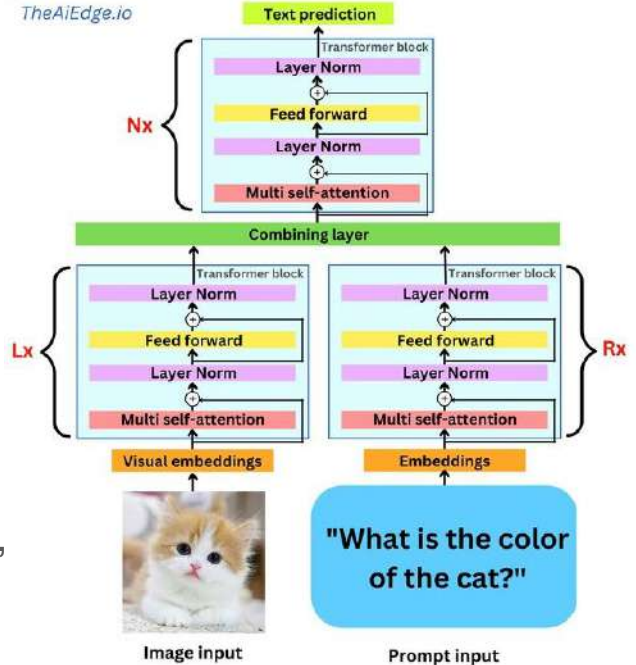 TheAiEdge.io
Text prediction
Transformer block
Layer Norm
Feed forward
Nx
Layer Norm
Multi self-attention
Combining layer
Transformer block
Layer Norm
Feed forward
Lx
Layer Norm
Multi self-attention
Visual embeddings
Image input
Transformer block
Layer Norm
Feed forward
Rx
Layer Norm
Multi self-attention
Embeddings
"What is the color
of the cat?"
Prompt input
,